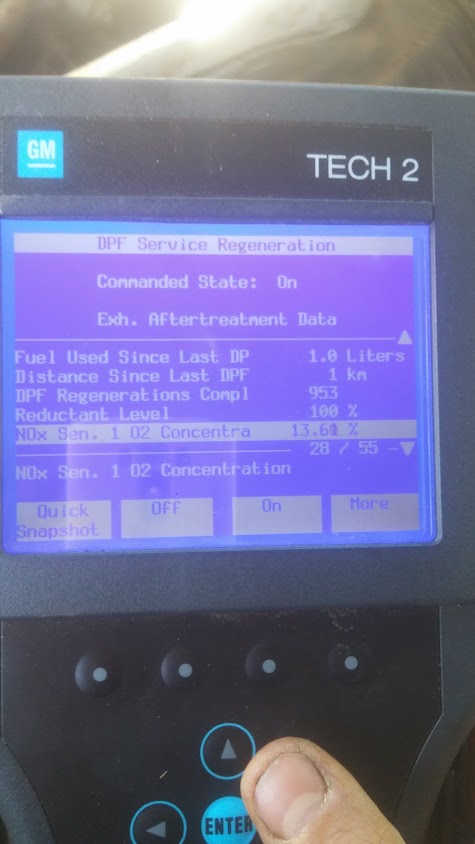 GM
TECH 2
DPF Service Regeneration
Commanded State: On
Exh. Aftertreatment Data
Fuel Used Since Last DP 1.0 Liters
Distance Since Last DPF 1 km
DPF Regenerations Compl 953
Reductant Level 100 %
NOx Sen. 1 O2 Concentra 13.60 %
28 / 55
NOx Sen. 1 O2 Concentration
Quick Snapshot
Off
On
More
ENTER